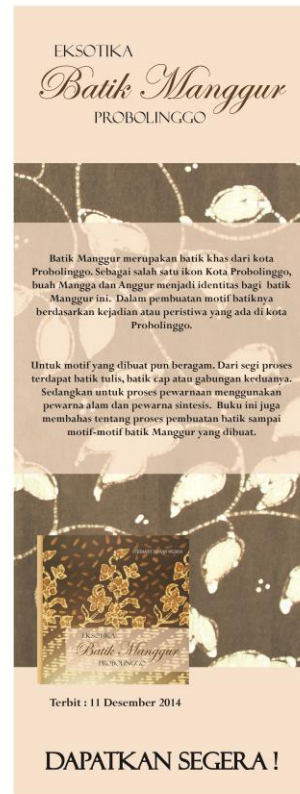 EKSOTIKA
Batik Manggur
PROBOLINGGO
Batik Manggur merupakan batik khas dari kota
Probolinggo. Sebagai salah satu ikon Kota Probolinggo,
buah Mangga dan Anggur menjadi identitas bagi batik
Manggur ini. Dalam pembuatan motif batiknya
berdasarkan kejadian atau peristiwa yang ada di kota
Probolinggo.
Untuk motif yang dibuat pun beragam. Dari segi proses
terdapat batik tulis, batik cap atau gabungan keduanya.
Sedangkan untuk proses pewarnaan menggunakan
pewarna alam dan pewarna sintesis. Buku ini juga
membahas tentang proses pembuatan batik sampai
motif-motif batik Manggur yang dibuat.
EKSOTIKA
Batik Manggur
PROBOLINGGO
Terbit : 11 Desember 2014
DAPATKAN SEGERA !